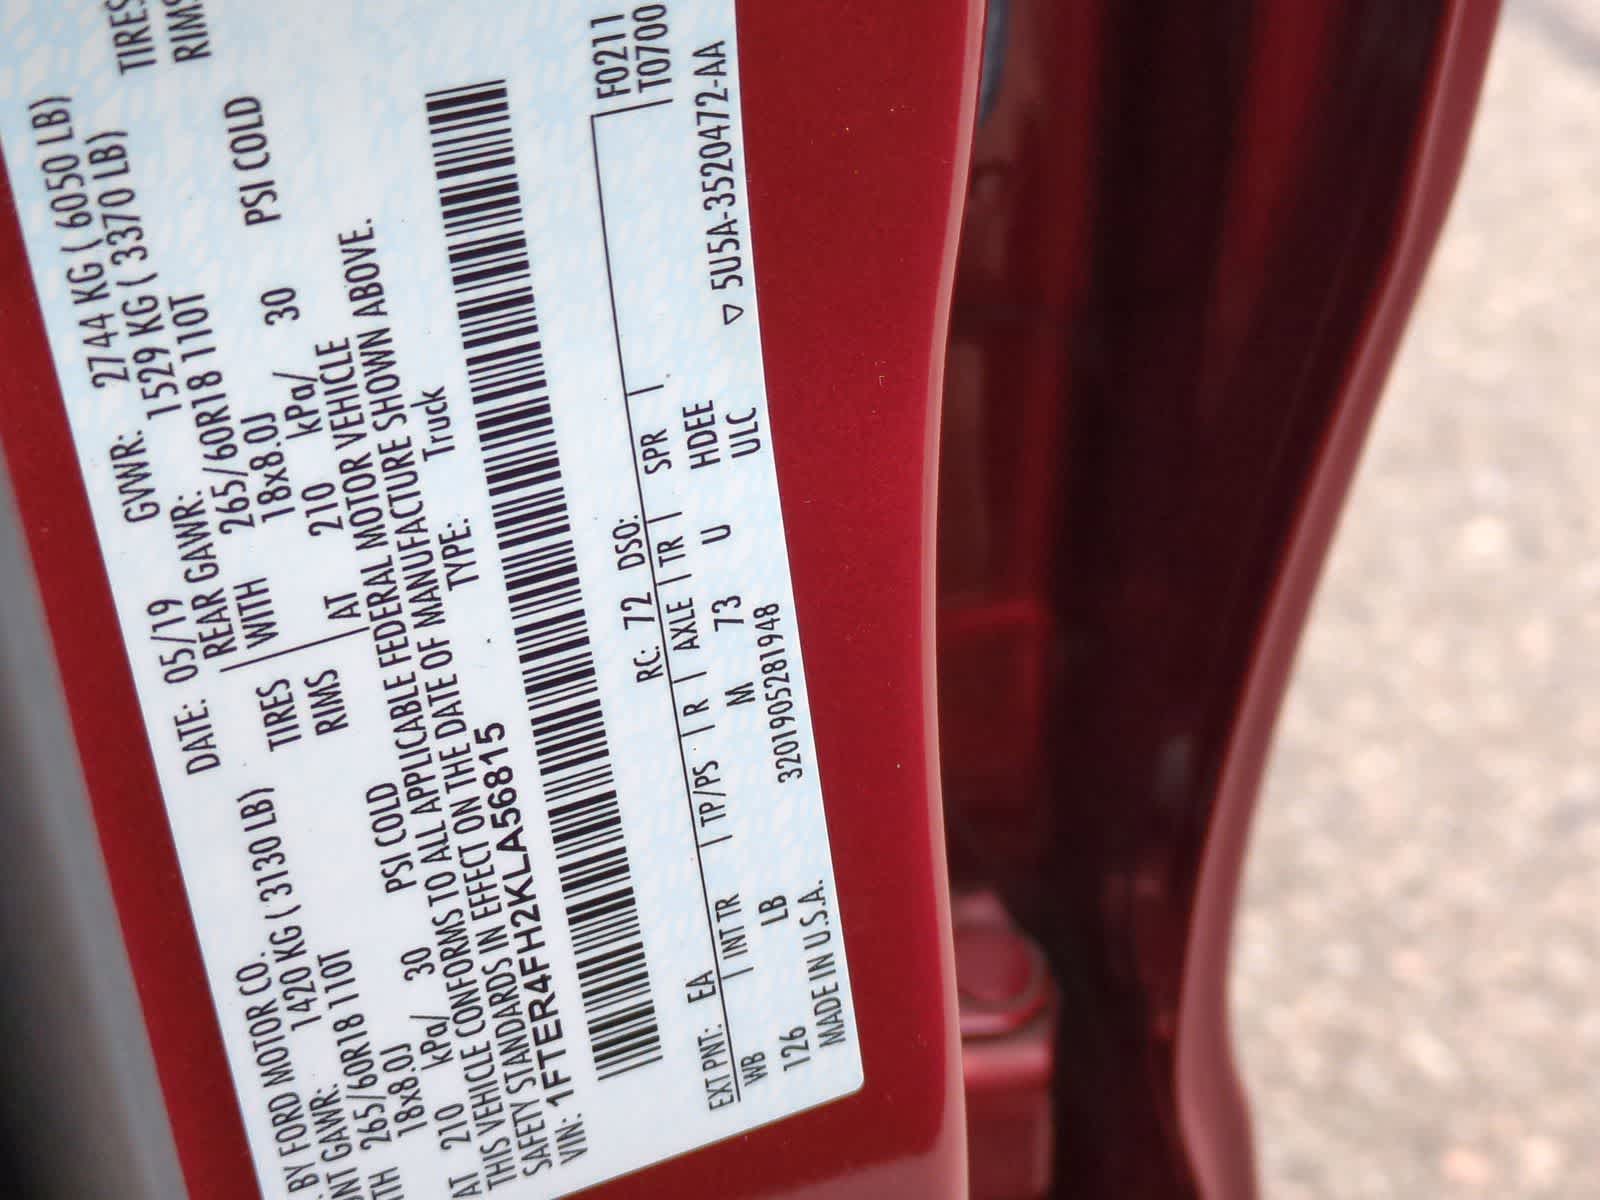 . BY FORD MOTOR CO.
DATE: 05/19 GVWR: 2744 KG ( 6050 LB)
GAWR: 1420 KG ( 3130 LB) REAR GAWR: 1529 KG ( 3370 LB)
265/60R18 110T TIRES WITH 265/60R18 110T TIRES
18x8.0J RIMS 18x8.0J RIMS
AT 210 kPa/ 30 PSI COLD AT 210 kPa/ 30 PSI COLD
THIS VEHICLE CONFORMS TO ALL APPLICABLE FEDERAL MOTOR VEHICLE
SAFETY STANDARDS IN EFFECT ON THE DATE OF MANUFACTURE SHOWN ABOVE.
VIN: 1FTER4FH2KLA56815 TYPE: Truck
F0211
EXT PNT: EA RC: 72 DSO: T0700
WB | INT TR | TP/PS | R | AXLE | TR | SPR |
126 LB M 73 U HDEE
MADE IN U.S.A. 3201905281948 ULC ▽ 5U5A-3520472-AA